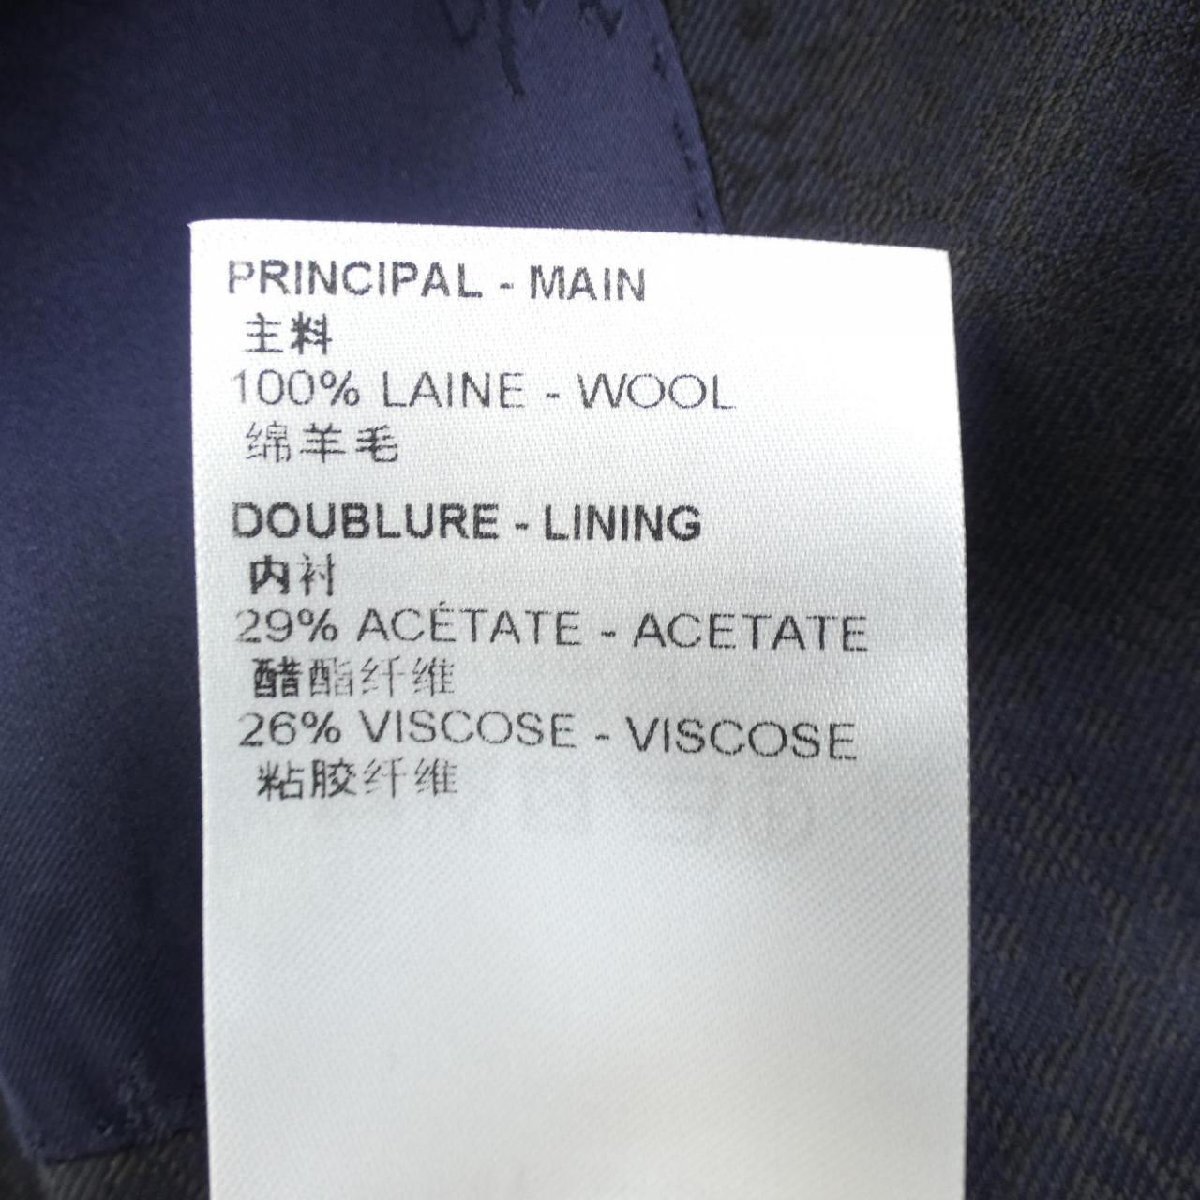 PRINCIPAL - MAIN
主料
100% LAINE - WOOL
绵羊毛
DOUBLURE - LINING
内衬
29% ACÉTATE - ACETATE
醋酯纤维
26% VISCOSE - VISCOSE
粘胶纤维